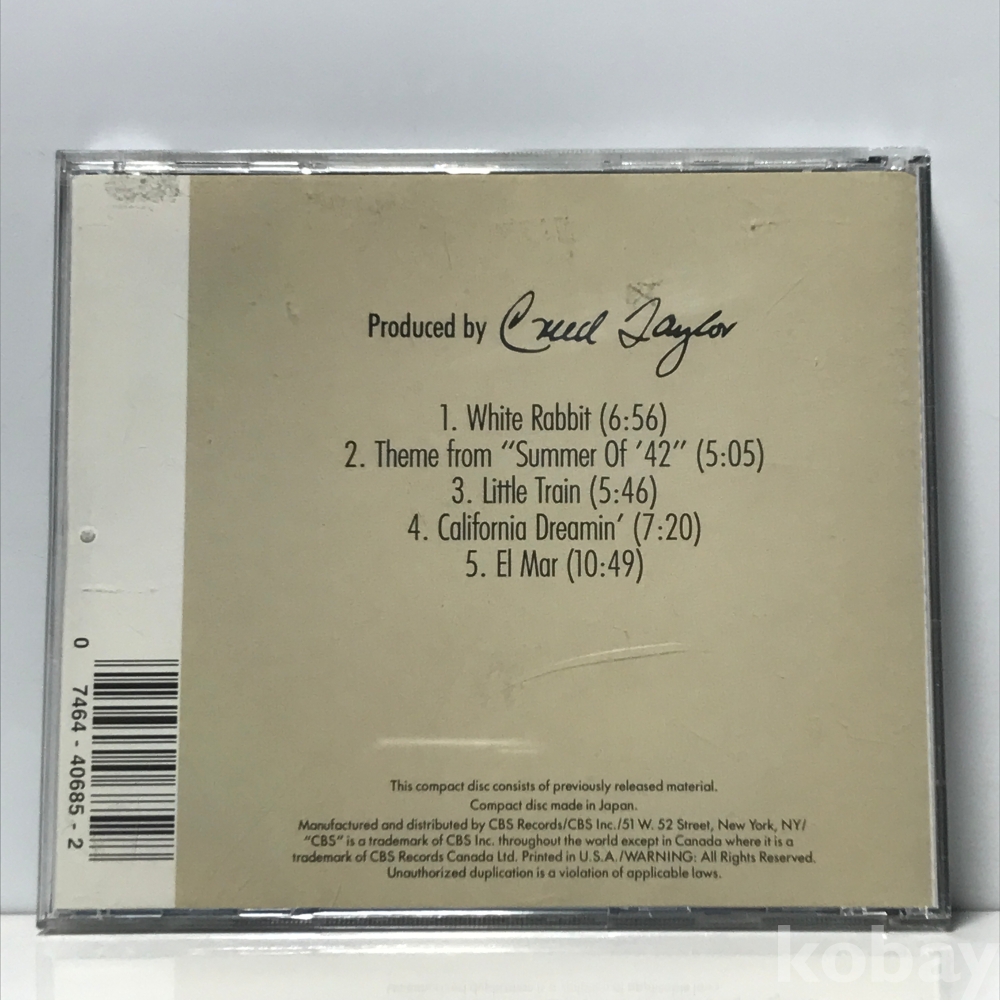 Produced by Creed Taylor
1. White Rabbit (6:56)
2. Theme from “Summer Of ’42” (5:05)
3. Little Train (5:46)
4. California Dreamin’ (7:20)
5. El Mar (10:49)
This compact disc consists of previously released material.
Compact disc made in Japan.
Manufactured and distributed by CBS Records/CBS Inc./51 W. 52 Street, New York, NY/
“CBS” is a trademark of CBS Inc. throughout the world except in Canada where it is a
trademark of CBS Records Canada Ltd. Printed in U.S.A./WARNING: All Rights Reserved.
Unauthorized duplication is a violation of applicable laws.
0 7464-40685-2
kobay